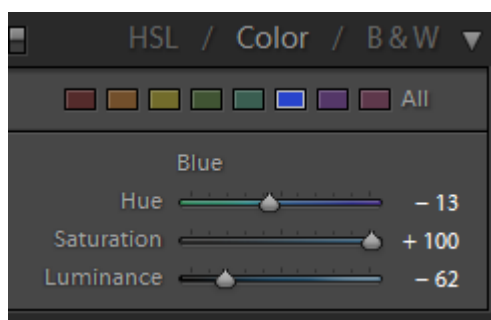 HSL / Color / B & W
All
Blue
Hue – 13
Saturation + 100
Luminance – 62